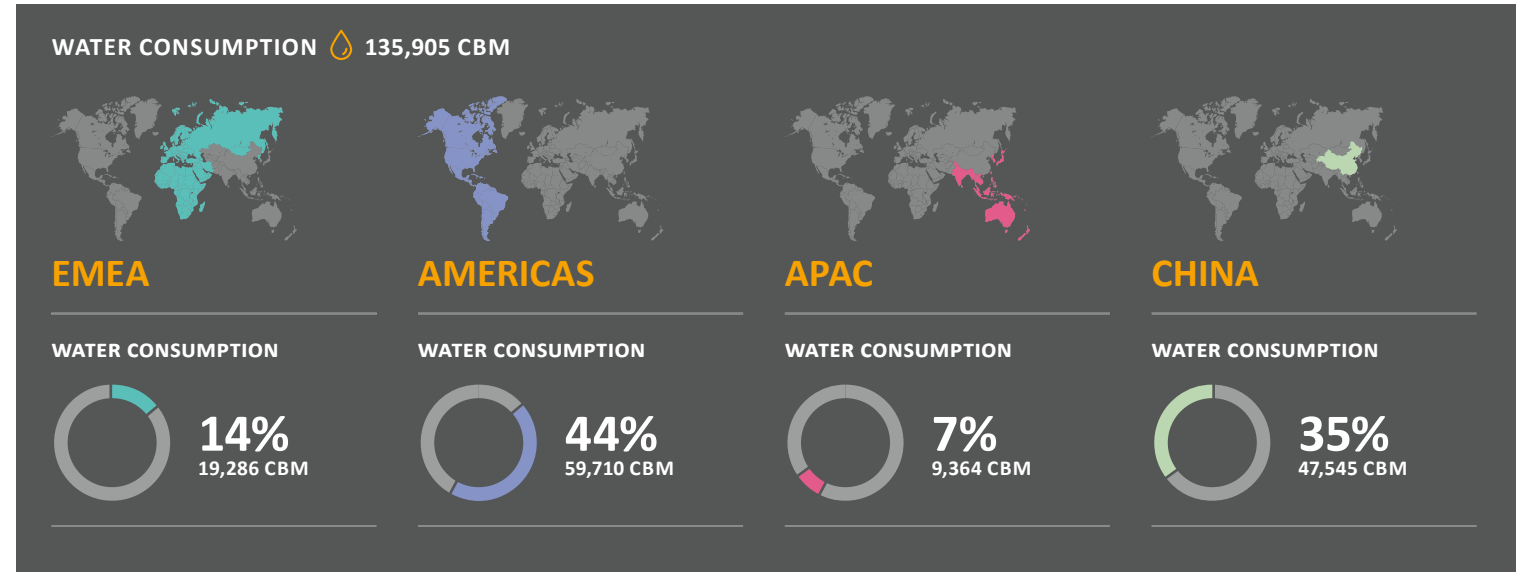 WATER CONSUMPTION 135,905 CBM
EMEA
WATER CONSUMPTION
14%
19,286 CBM
AMERICAS
WATER CONSUMPTION
44%
59,710 CBM
APAC
WATER CONSUMPTION
7%
9,364 CBM
CHINA
WATER CONSUMPTION
35%
47,545 CBM